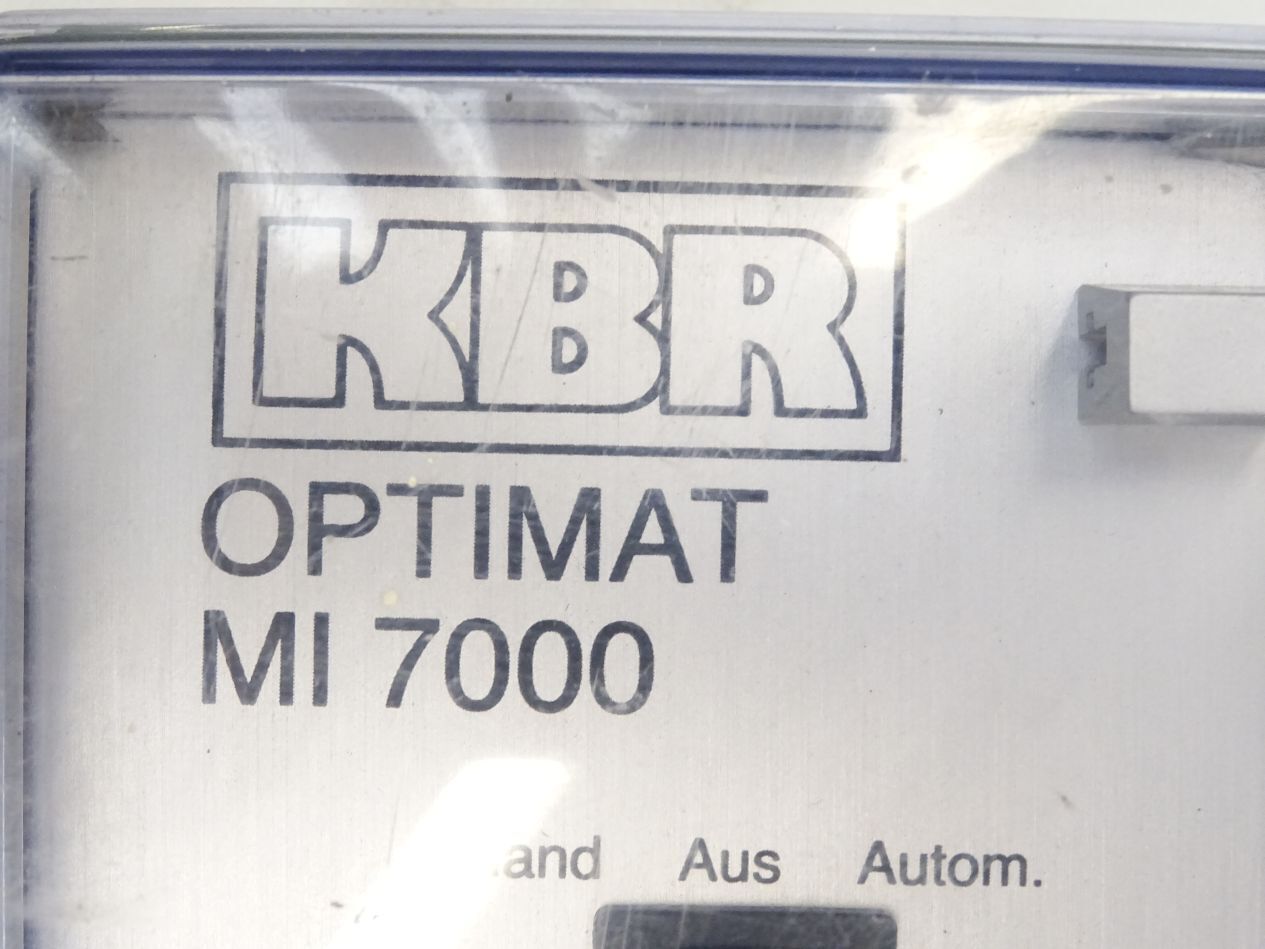 KBR
OPTIMAT
MI 7000
Aus Autom.